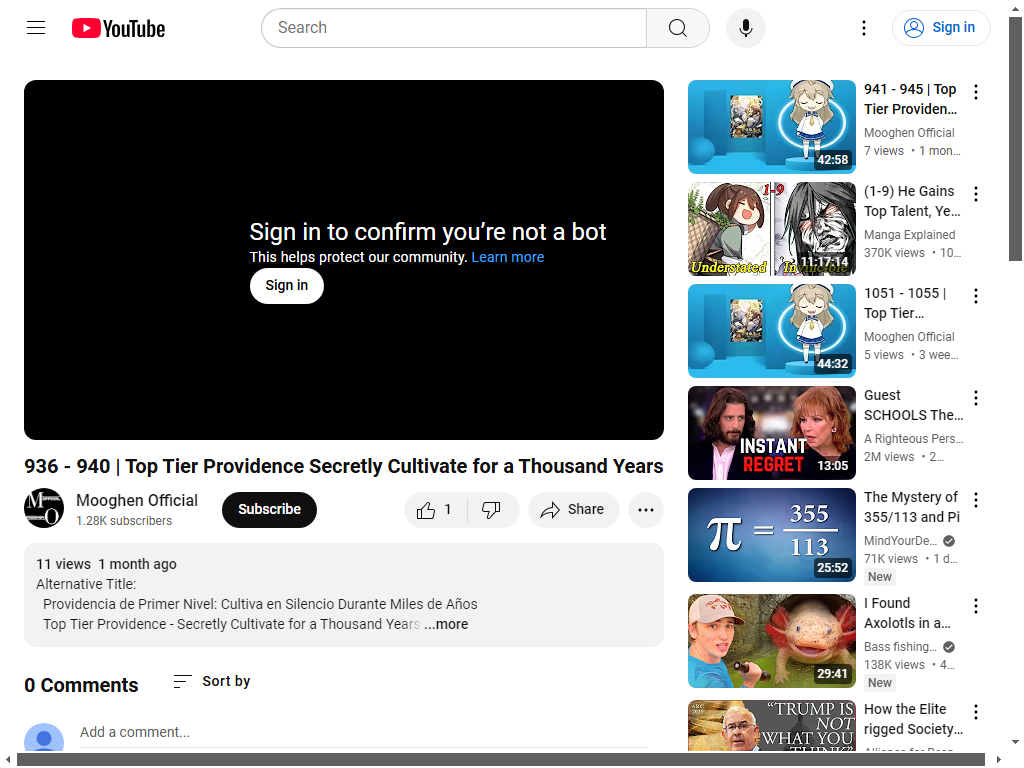 YouTube
Search
Sign in
Sign in to confirm you're not a bot
This helps protect our community. Learn more
Sign in
936 - 940 | Top Tier Providence Secretly Cultivate for a Thousand Years
Mooghen Official
1.28K subscribers
Subscribe
1
Share
11 views 1 month ago
Alternative Title:
Providencia de Primer Nivel: Cultiva en Silencio Durante Miles de Años
Top Tier Providence - Secretly Cultivate for a Thousand Years ...more
0 Comments
Sort by
Add a comment...
42:58
941 - 945 | Top
Tier Providen...
Mooghen Official
7 views • 1 mon...
1-9
Understated
11:17:14
(1-9) He Gains
Top Talent, Ye...
Manga Explained
370K views • 10...
44:32
1051 - 1055 |
Top Tier...
Mooghen Official
5 views • 3 wee...
INSTANT
REGRET
13:05
Guest
SCHOOLS The...
A Righteous Pers...
2M views • 2...
π = 355
113
25:52
The Mystery of
355/113 and Pi
MindYourDe...
71K views • 1 d...
New
29:41
I Found
Axolotls in a...
Bass fishing...
138K views • 4...
New
"TRUMP IS
NOT
WHAT YOU
How the Elite
rigged Society...